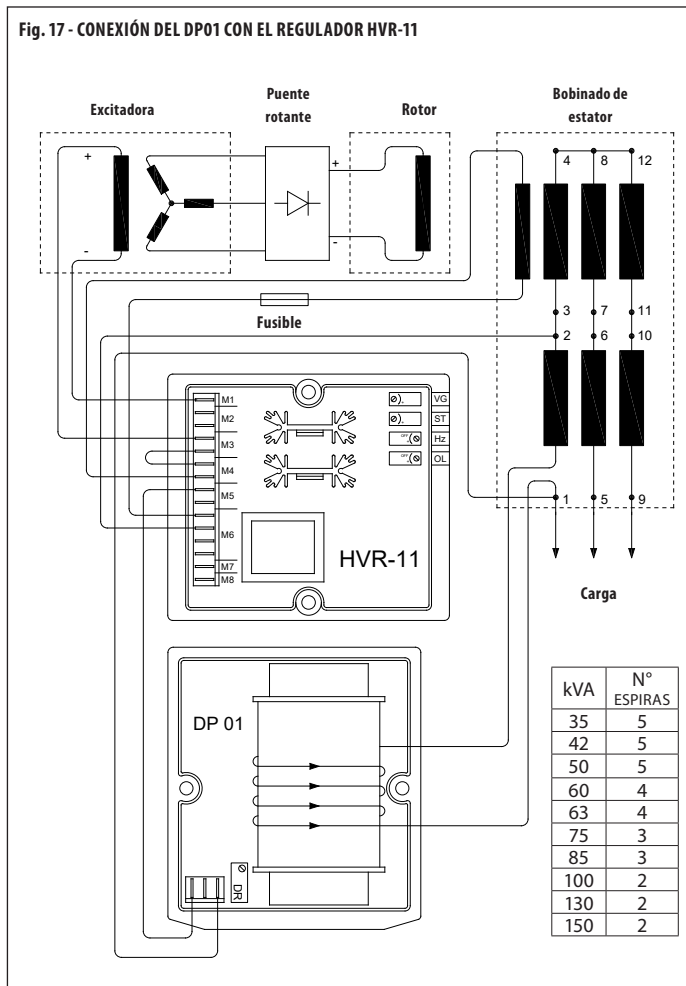 Fig. 17 - CONEXIÓN DEL DP01 CON EL REGULADOR HVR-11
Excitadora
Puente
rotante
Rotor
Bobinado de
estator
+
-
+
-
4 8 12
3 7 11
2 6 10
1 5 9
Fusible
M1
M2
M3
M4
M5
M6
M7
M8
VG
ST
OFF Hz
OFF OL
HVR-11
Carga
DP 01
DR
kVA N° ESPIRAS
35 5
42 5
50 5
60 4
63 4
75 3
85 3
100 2
130 2
150 2